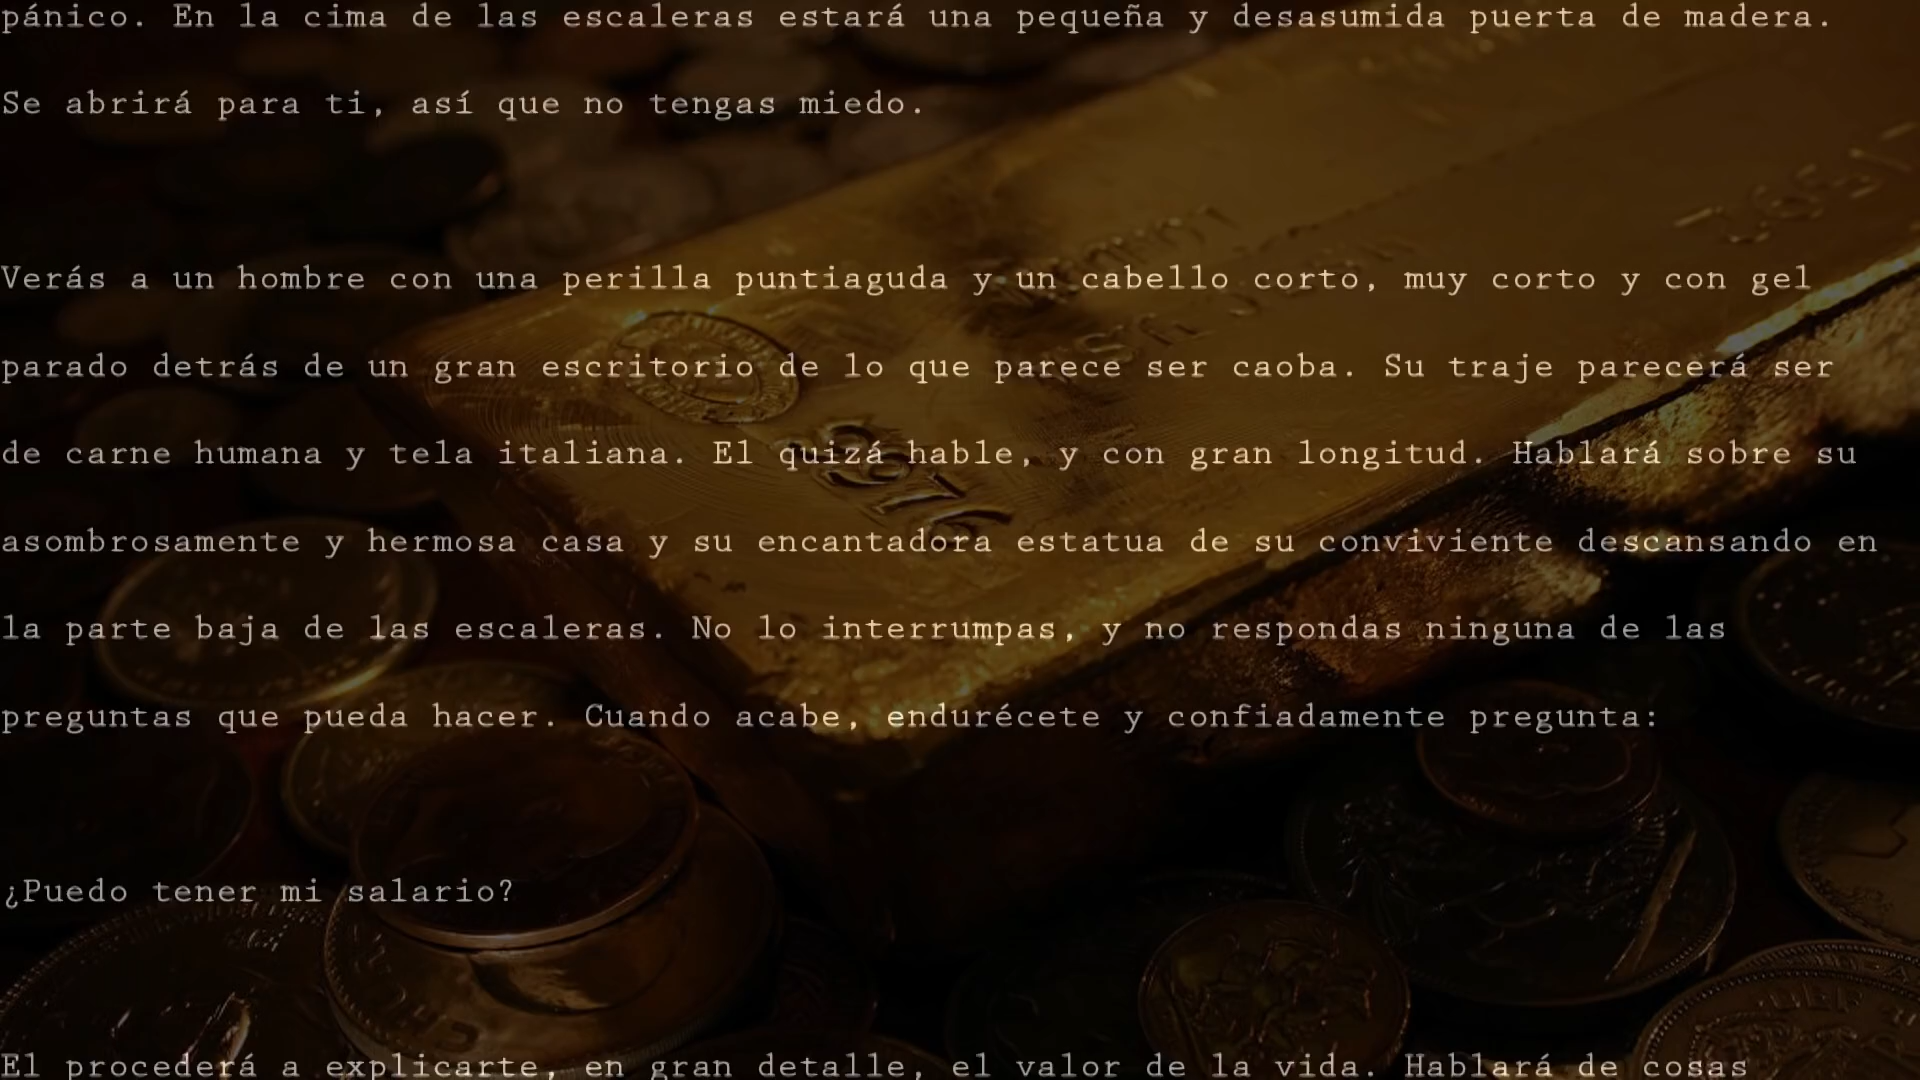 pánico. En la cima de las escaleras estará una pequeña y desasumida puerta de madera.
Se abrirá para ti, así que no tengas miedo.
Verás a un hombre con una perilla puntiaguda y un cabello corto, muy corto y con gel
parado detrás de un gran escritorio de lo que parece ser caoba. Su traje parecerá ser
de carne humana y tela italiana. El quizá hable, y con gran longitud. Hablará sobre su
asombrosamente y hermosa casa y su encantadora estatua de su conviviente descansando en
la parte baja de las escaleras. No lo interrumpas, y no respondas ninguna de las
preguntas que pueda hacer. Cuando acabe, endurécete y confiadamente pregunta:
¿Puedo tener mi salario?
El procederá a explicarte, en gran detalle, el valor de la vida. Hablará de cosas